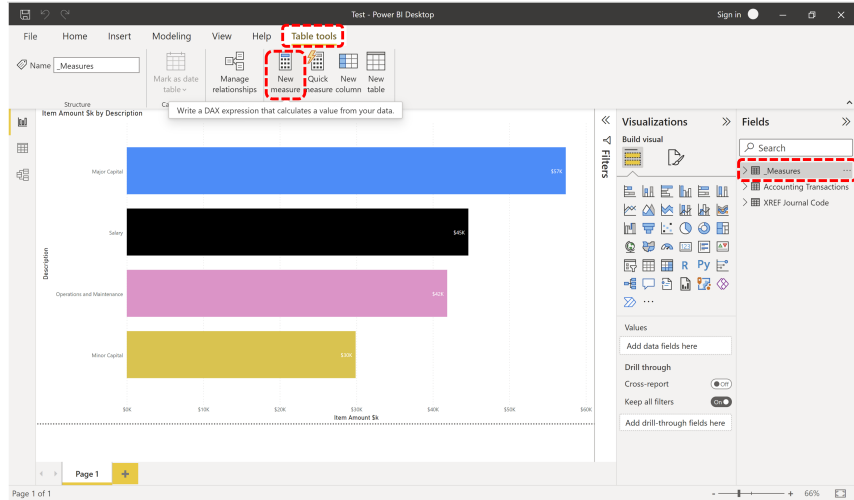 Test - Power BI Desktop
Sign in
File Home Insert Modeling View Help Table tools
Name _Measures
Mark as date table
Manage relationships
New measure
Quick measure
New column
New table
Structure
Ca
Write a DAX expression that calculates a value from your data.
Item Amount $k by Description
Description
Major Capital
$57K
Salary
$45K
Operations and Maintenance
$42K
Minor Capital
$30K
$0K $10K $20K $30K $40K $50K $60K
Item Amount $k
Filters
Visualizations
Build visual
R Py
Values
Add data fields here
Drill through
Cross-report
Off
Keep all filters
On
Add drill-through fields here
Fields
Search
_Measures
Accounting Transactions
XREF Journal Code
Page 1
Page 1 of 1
66%